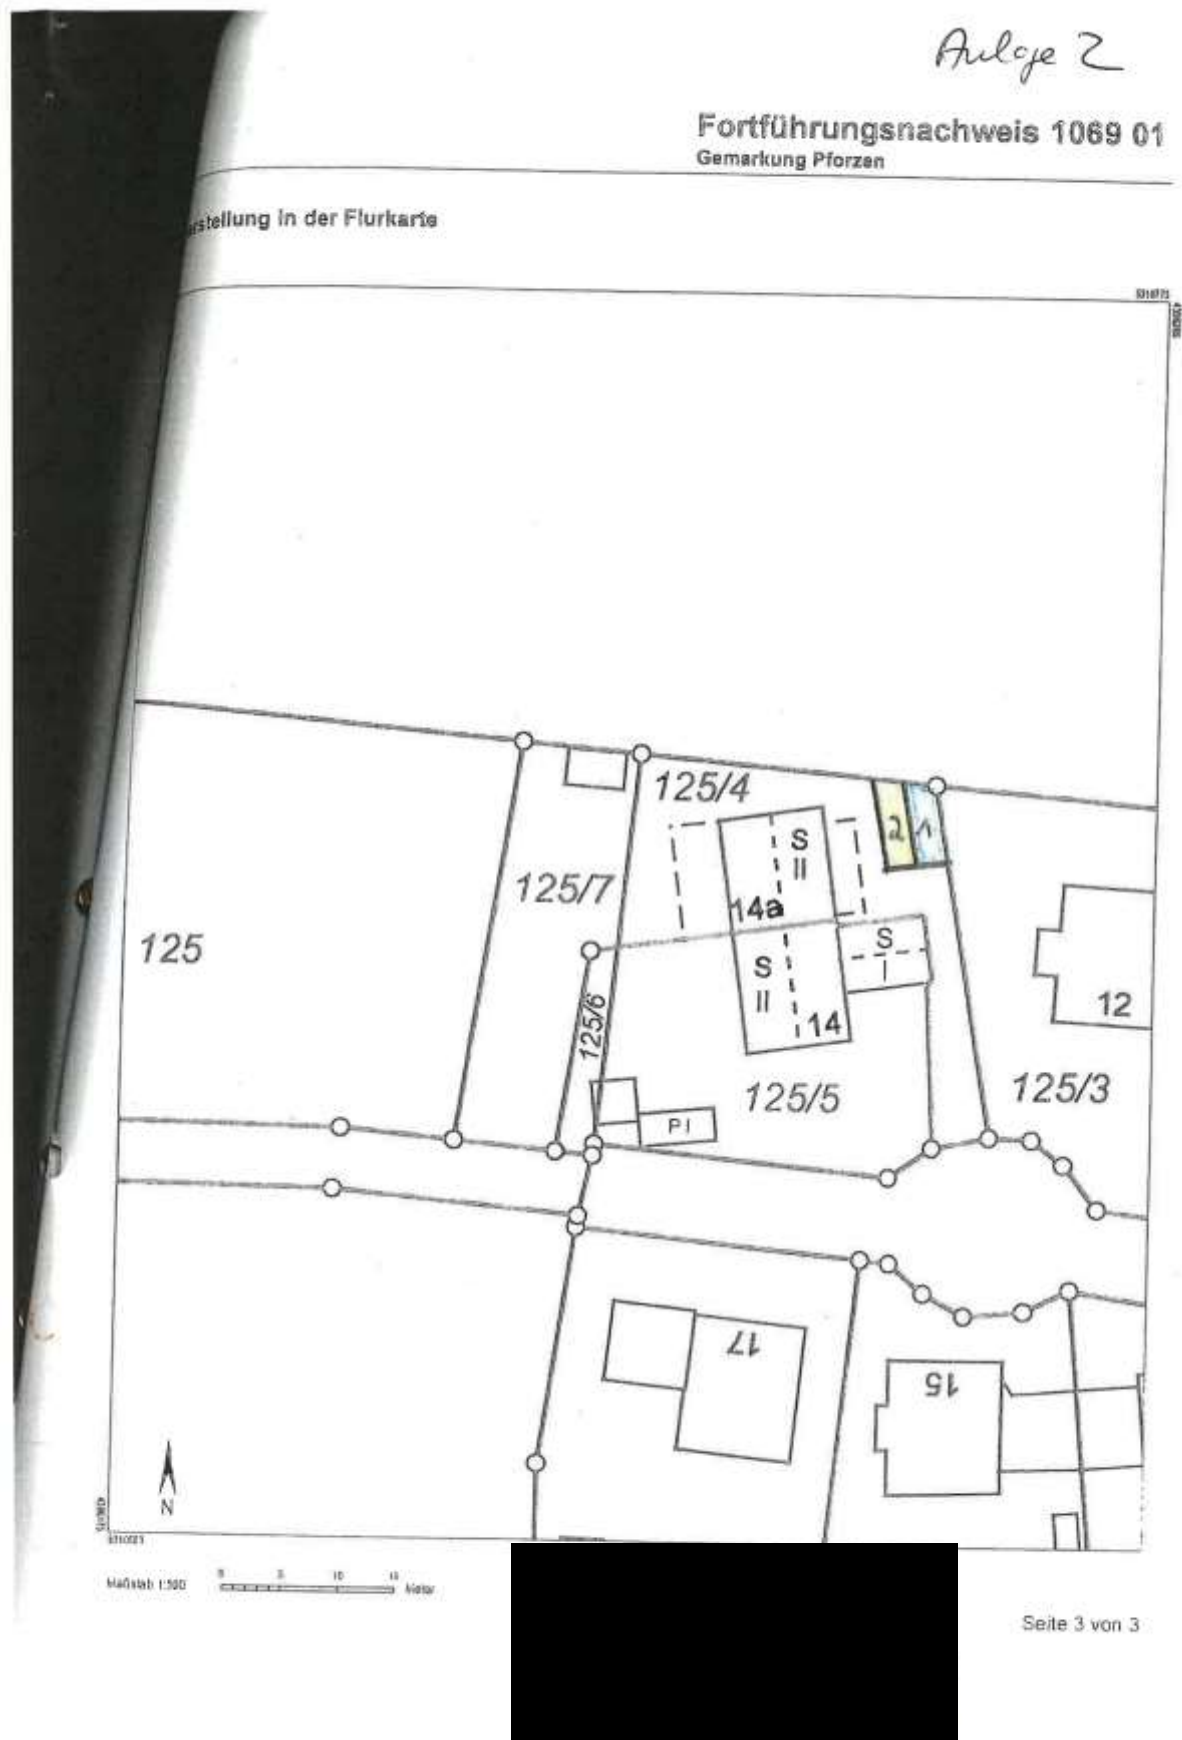 Anlage 2
Fortführungsnachweis 1069 01
Gemarkung Pforzen
rstellung in der Flurkarte
125/4
2 1
S
II
125/7
14a
125
S
I
S
II
12
125/6
14
125/3
125/5
PI
17
15
N
Maßstab 1:500
Meter
Seite 3 von 3